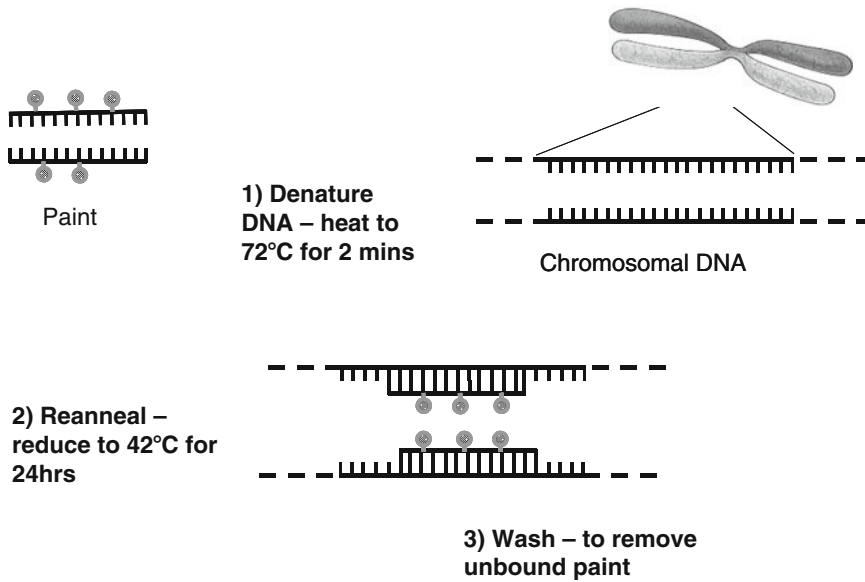 Paint
1) Denature
DNA – heat to
72°C for 2 mins
Chromosomal DNA
2) Reanneal –
reduce to 42°C for
24hrs
3) Wash – to remove
unbound paint